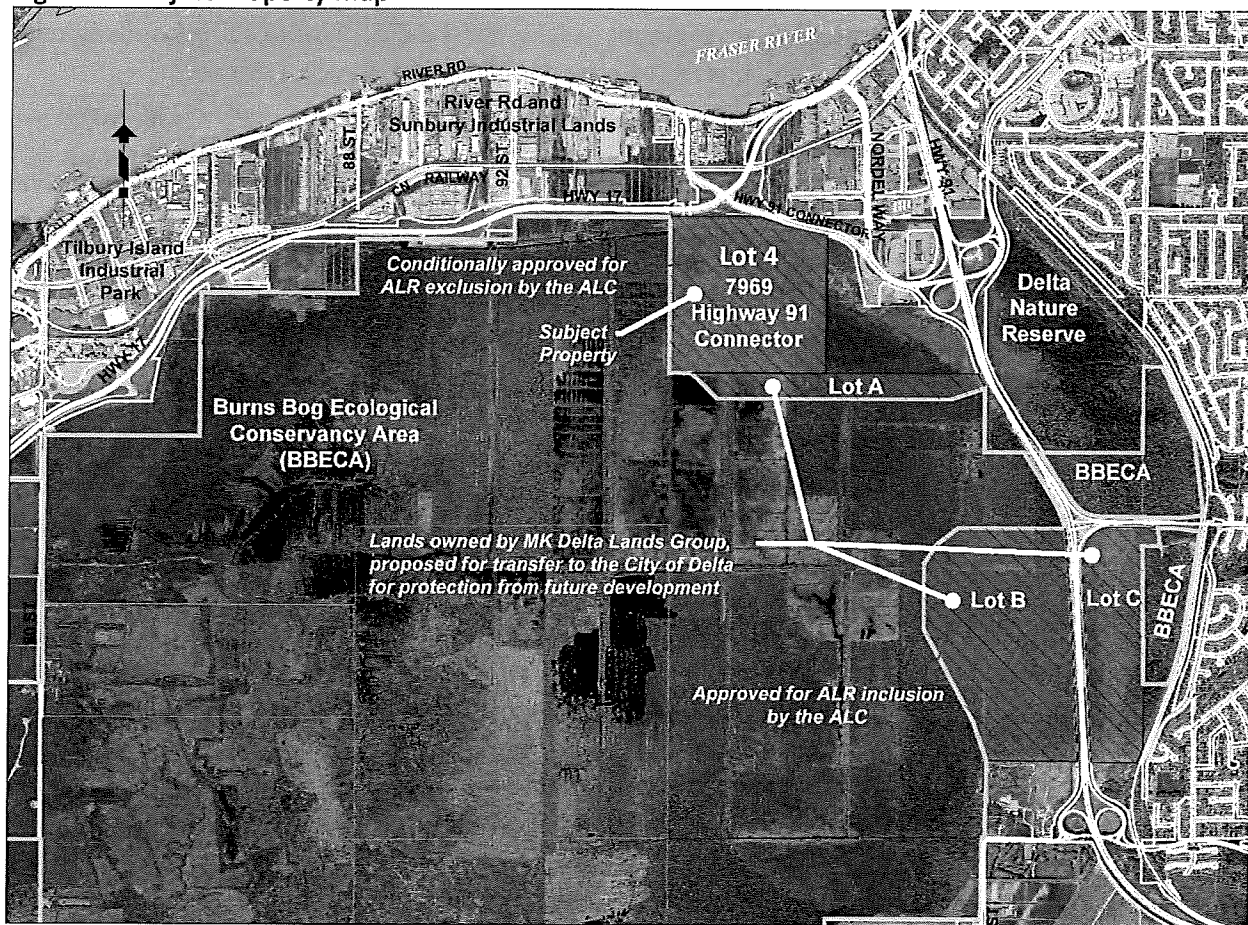 FRASER RIVER
RIVER RD
River Rd and
Sunbury Industrial Lands
88 ST
92 ST
CN RAILWAY
HWY 17
NORDEL WAY
HWY 91
HWY 91 CONNECTOR
Tilbury Island
Industrial
Park
HWY 17
Conditionally approved for
ALR exclusion by the ALC
Lot 4
7969
Highway 91
Connector
Subject
Property
Delta
Nature
Reserve
Lot A
Burns Bog Ecological
Conservancy Area
(BBECA)
BBECA
Lands owned by MK Delta Lands Group,
proposed for transfer to the City of Delta
for protection from future development
Lot B
Lot C
BBECA
Approved for ALR inclusion
by the ALC